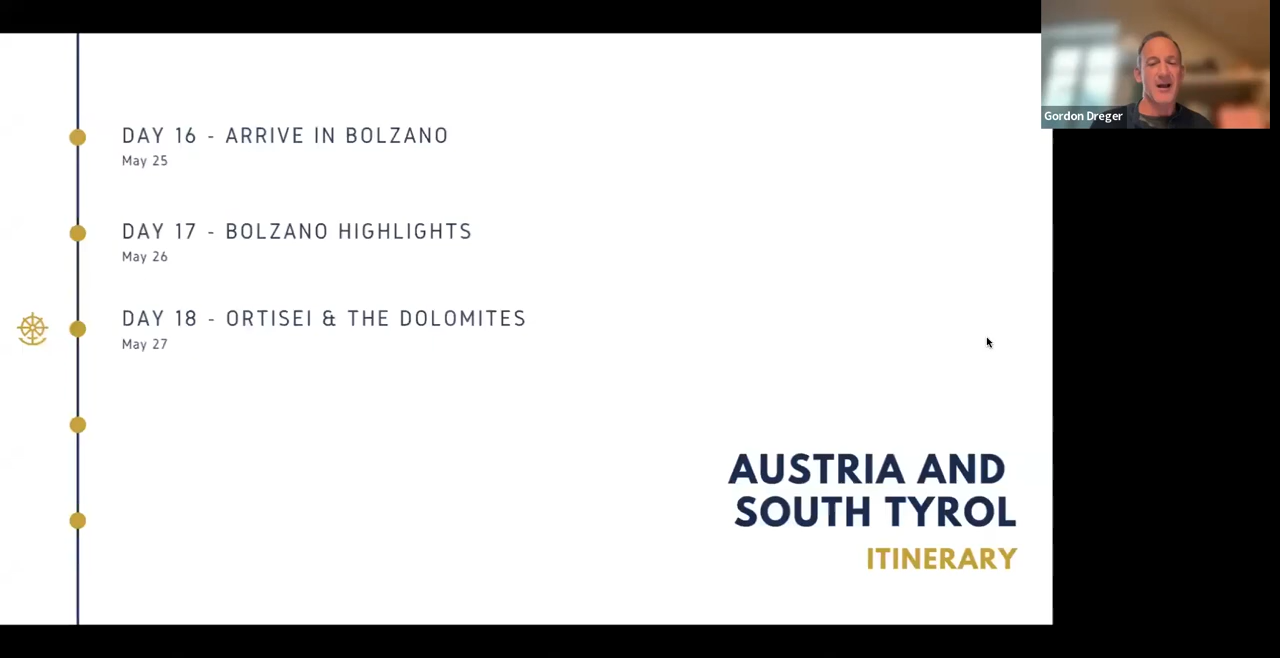 Gordon Dreger
DAY 16 - ARRIVE IN BOLZANO
May 25
DAY 17 - BOLZANO HIGHLIGHTS
May 26
DAY 18 - ORTISEI & THE DOLOMITES
May 27
AUSTRIA AND
SOUTH TYROL
ITINERARY